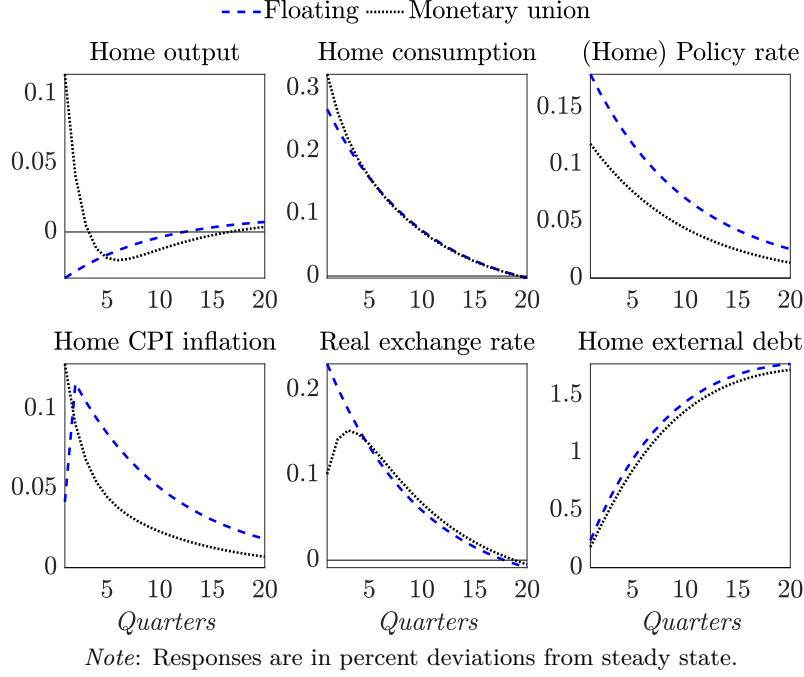 Floating Monetary union
Home output Home consumption (Home) Policy rate
0.1 0.05 0
5 10 15 20
0.3 0.2 0.1 0
5 10 15 20
0.15 0.1 0.05 0
5 10 15 20
Home CPI inflation Real exchange rate Home external debt
0.1 0.05 0
5 10 15 20
0.2 0.1 0
5 10 15 20
1.5 1 0.5 0
5 10 15 20
Quarters Quarters Quarters
Note: Responses are in percent deviations from steady state.